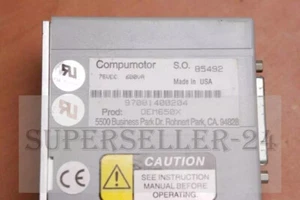 Compumotor S.O. 85492
Made in USA
97081400204
Prod: OEM650X
5500 Business Park Dr. Rohnert Park, CA. 94928
SUPERSELLER-24
CAUTION
SEE INSTRUCTION
MANUAL BEFORE
OPERATING
CE